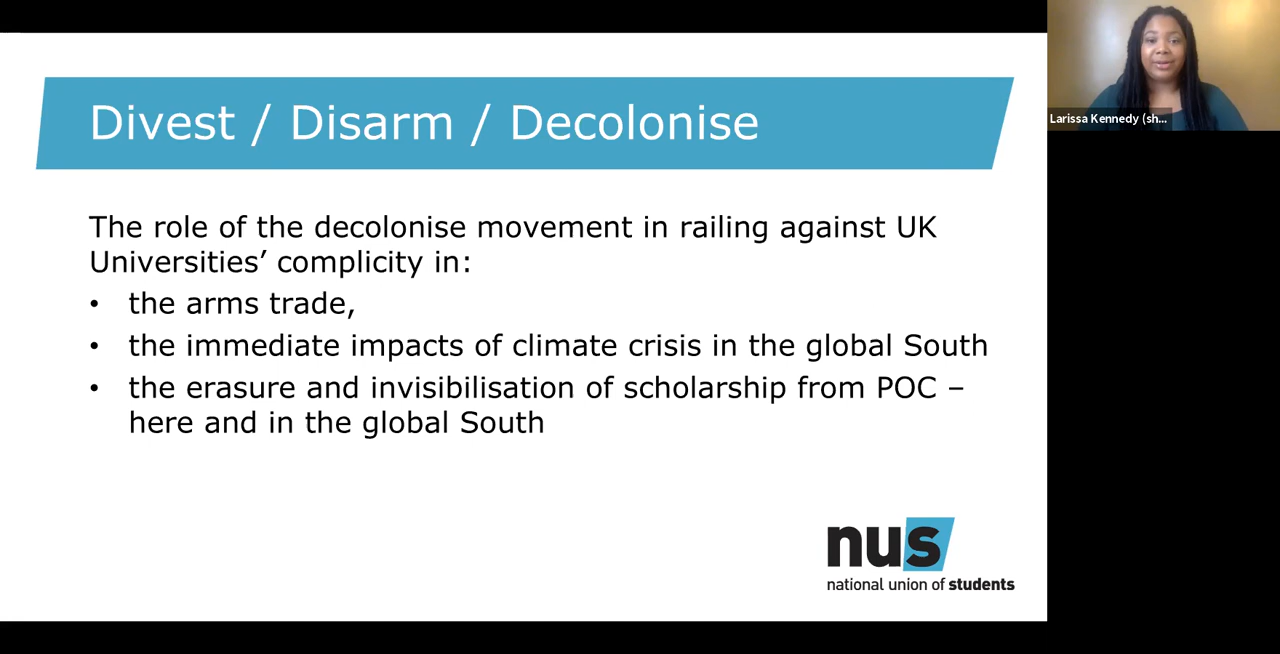 Divest / Disarm / Decolonise
The role of the decolonise movement in railing against UK
Universities’ complicity in:
• the arms trade,
• the immediate impacts of climate crisis in the global South
• the erasure and invisibilisation of scholarship from POC –
here and in the global South
nus
national union of students
Larissa Kennedy (sh...